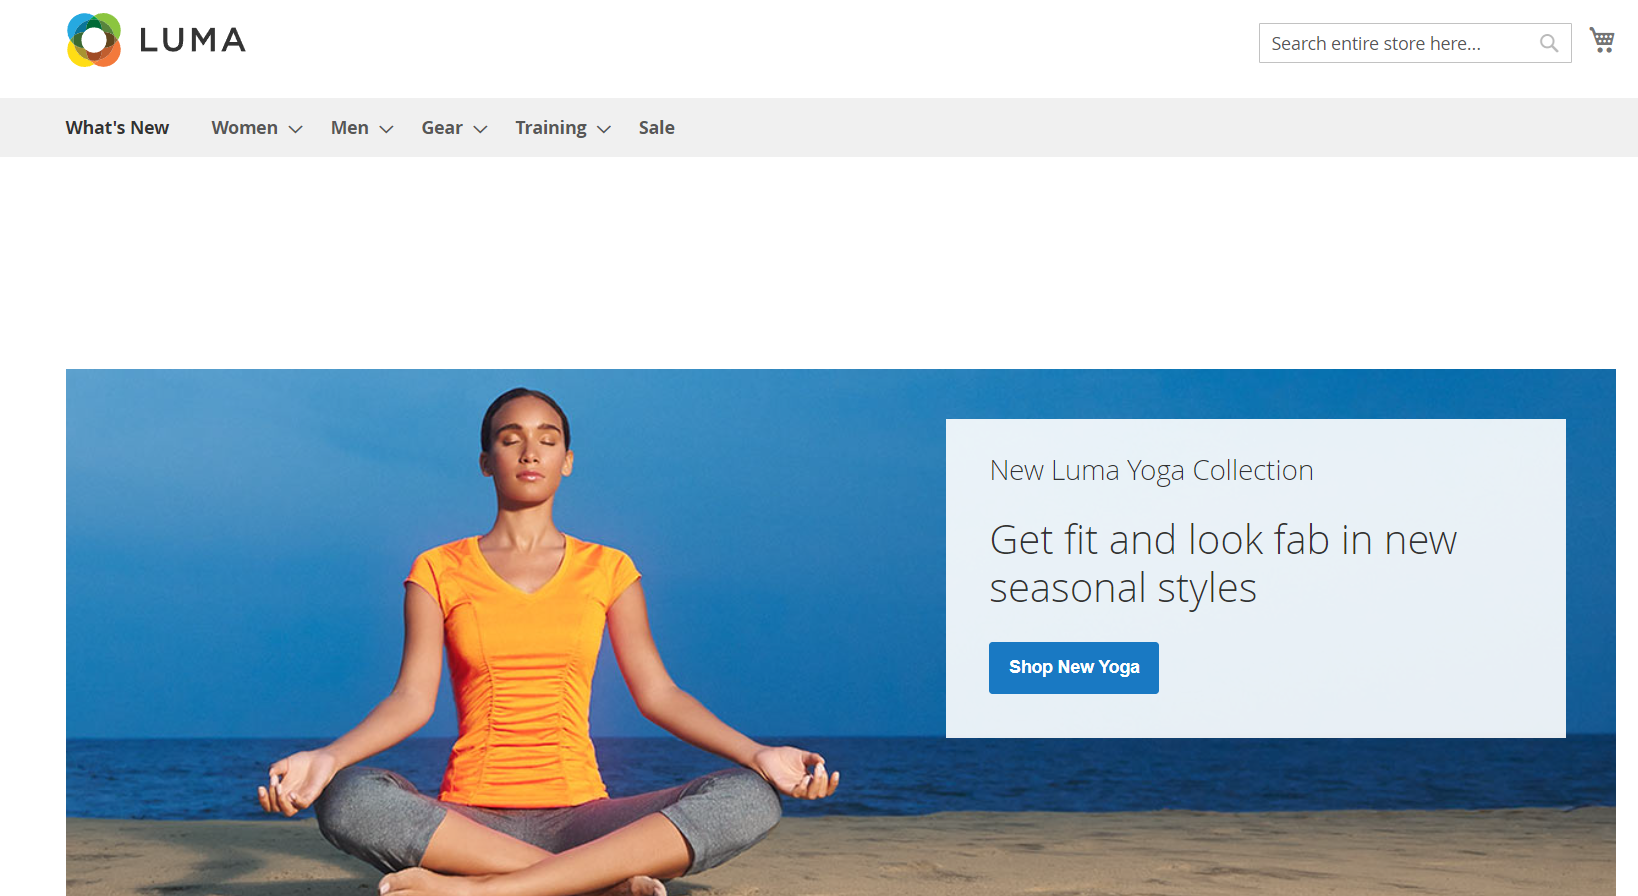 LUMA
Search entire store here...
What's New Women Men Gear Training Sale
New Luma Yoga Collection
Get fit and look fab in new
seasonal styles
Shop New Yoga